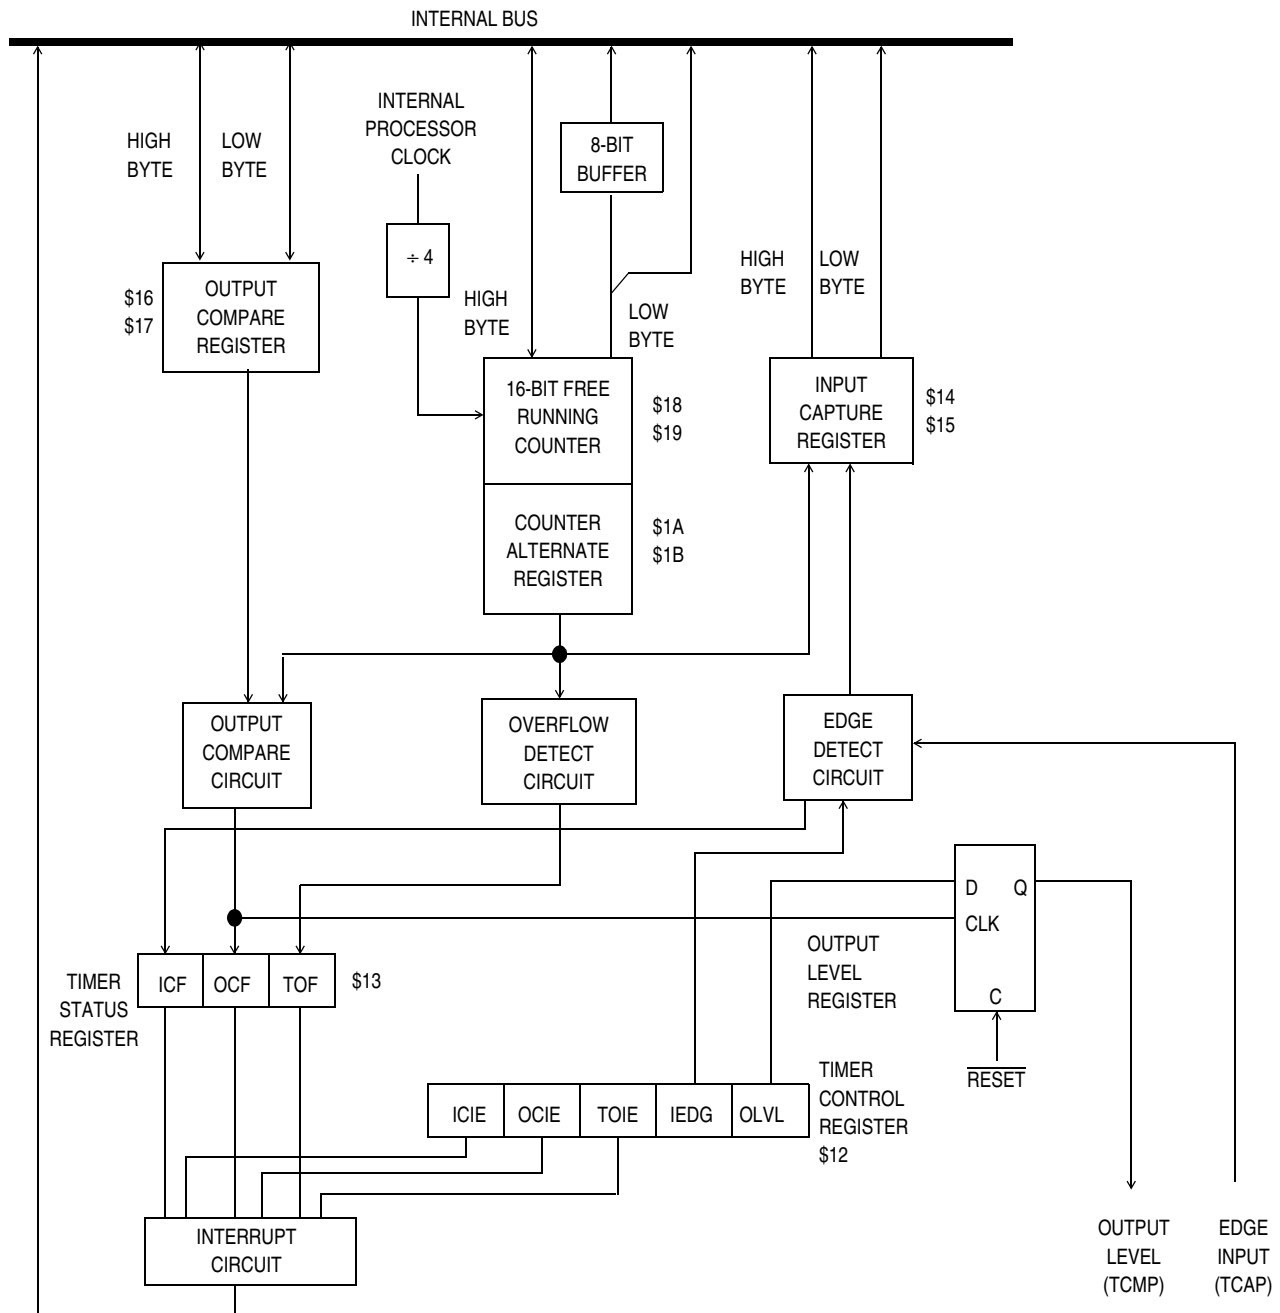 INTERNAL BUS
HIGH
BYTE
LOW
BYTE
INTERNAL
PROCESSOR
CLOCK
8-BIT
BUFFER
÷ 4
$16
$17
OUTPUT
COMPARE
REGISTER
HIGH
BYTE
LOW
BYTE
HIGH
BYTE
LOW
BYTE
16-BIT FREE
RUNNING
COUNTER
$18
$19
INPUT
CAPTURE
REGISTER
$14
$15
COUNTER
ALTERNATE
REGISTER
$1A
$1B
OUTPUT
COMPARE
CIRCUIT
OVERFLOW
DETECT
CIRCUIT
EDGE
DETECT
CIRCUIT
D Q
CLK
C
RESET
OUTPUT
LEVEL
REGISTER
TIMER
STATUS
REGISTER
ICF OCF TOF
$13
ICIE OCIE TOIE IEDG OLVL
TIMER
CONTROL
REGISTER
$12
INTERRUPT
CIRCUIT
OUTPUT
LEVEL
(TCMP)
EDGE
INPUT
(TCAP)